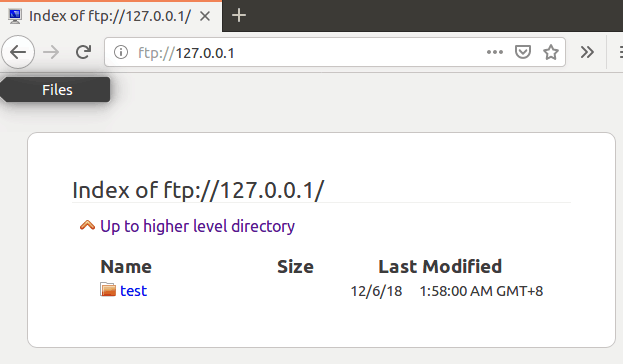 Index of ftp://127.0.0.1/
ftp://127.0.0.1
Files
Index of ftp://127.0.0.1/
Up to higher level directory
Name Size Last Modified
test 12/6/18 1:58:00 AM GMT+8